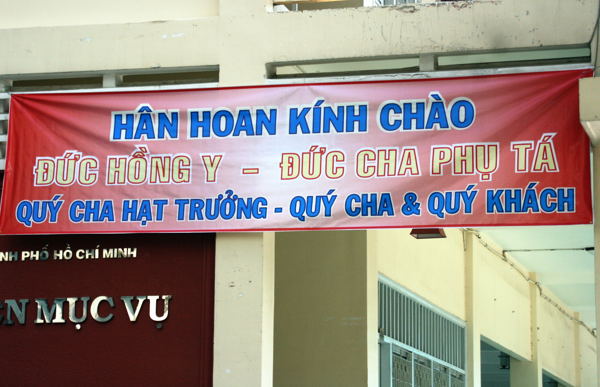 HÂN HOAN KÍNH CHÀO
ĐỨC HỒNG Y – ĐỨC CHA PHỤ TÁ
QUÝ CHA HẠT TRƯỞNG - QUÝ CHA & QUÝ KHÁCH
PHỐ HỒ CHÍ MINH
MỤC VỤ